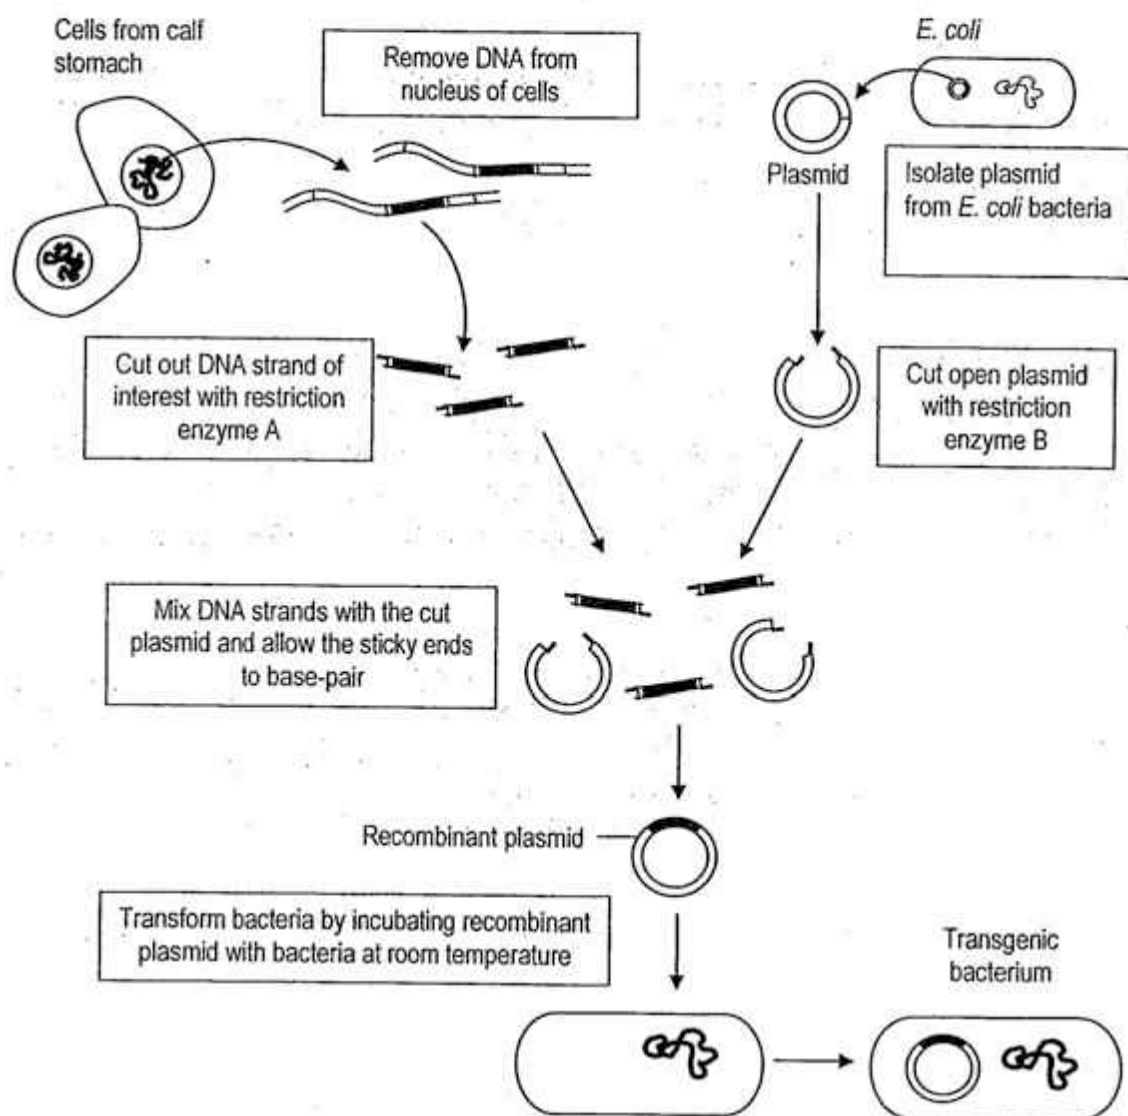 Cells from calf
stomach
Remove DNA from
nucleus of cells
E. coli
Plasmid
Isolate plasmid
from E. coli bacteria
Cut out DNA strand of
interest with restriction
enzyme A
Cut open plasmid
with restriction
enzyme B
Mix DNA strands with the cut
plasmid and allow the sticky ends
to base-pair
Recombinant plasmid
Transform bacteria by incubating recombinant
plasmid with bacteria at room temperature
Transgenic
bacterium